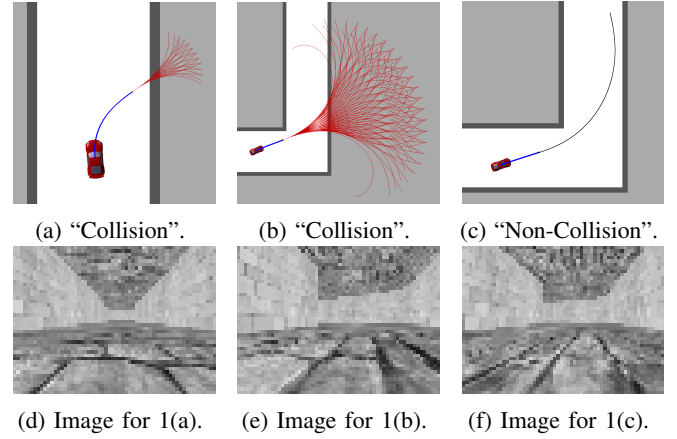 (a) “Collision”.
(b) “Collision”.
(c) “Non-Collision”.
(d) Image for 1(a).
(e) Image for 1(b).
(f) Image for 1(c).